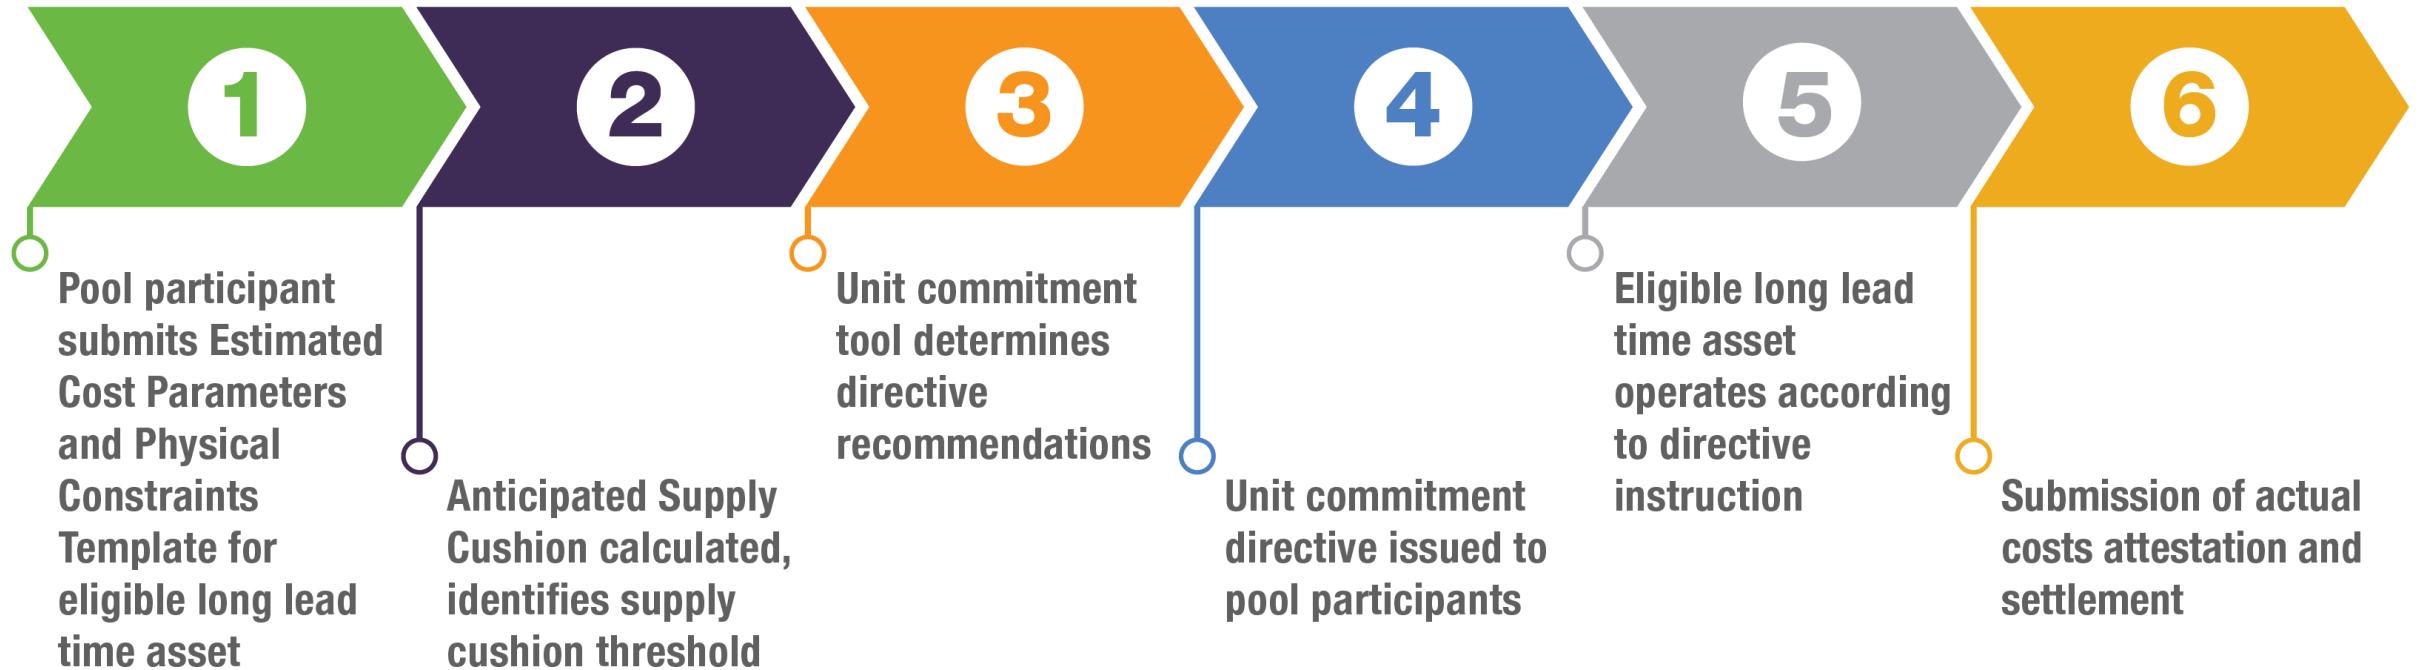 1
Pool participant
submits Estimated
Cost Parameters
and Physical
Constraints
Template for
eligible long lead
time asset
2
Anticipated Supply
Cushion calculated,
identifies supply
cushion threshold
3
Unit commitment
tool determines
directive
recommendations
4
Unit commitment
directive issued to
pool participants
5
Eligible long lead
time asset
operates according
to directive
instruction
6
Submission of actual
costs attestation and
settlement